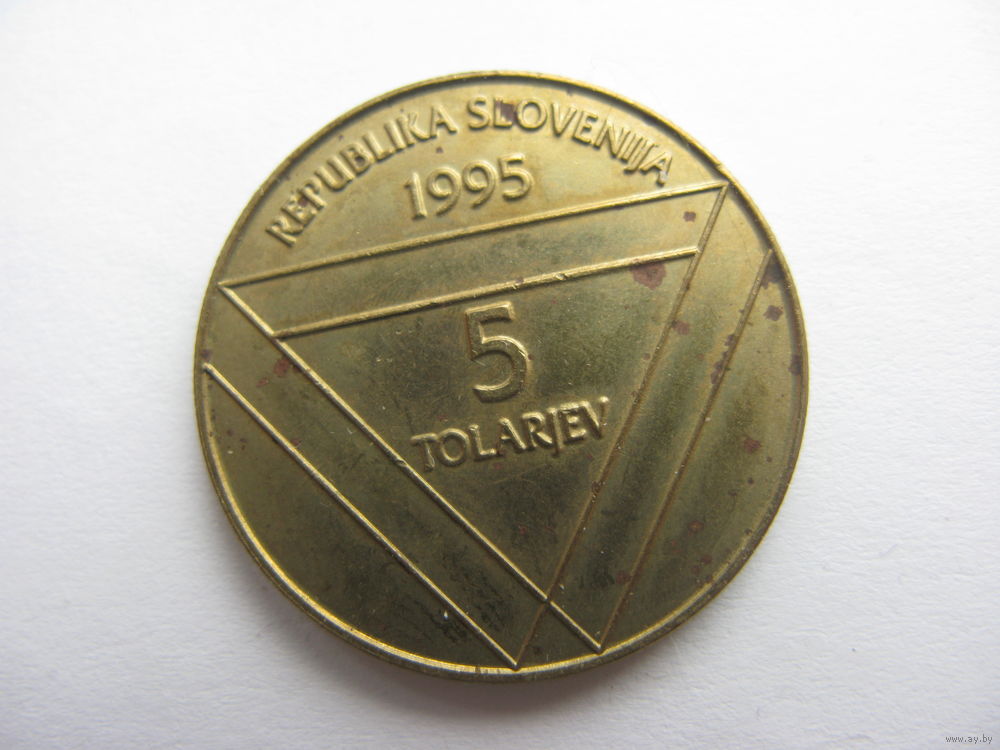 REPUBLIKA SLOVENIJA
1995
5
TOLARJEV
www.ay.by